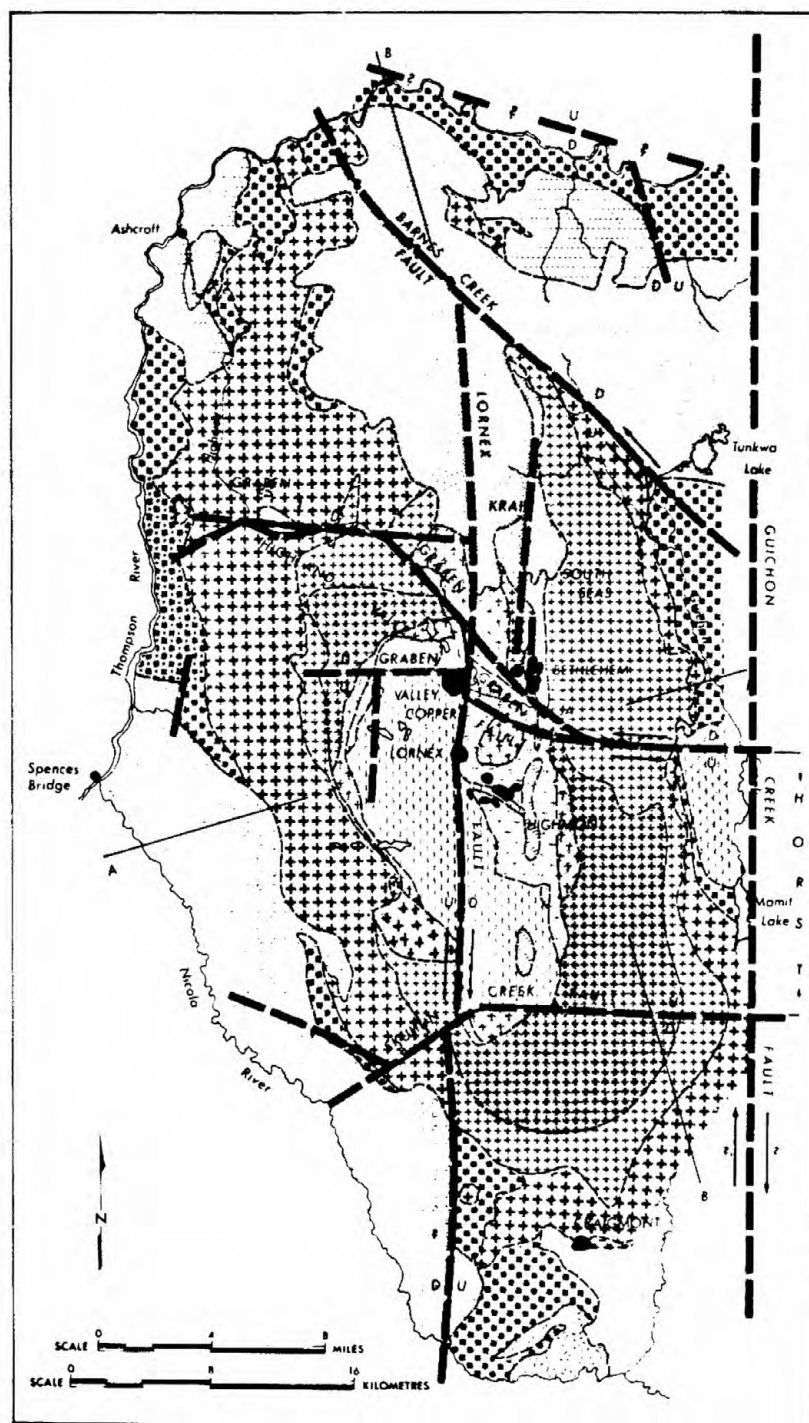 B
?
?
U
D
?
?
Ashcroft
BARNES
CREEK
FAULT
D U
LORNEX
D
U
Tunkwa
Lake
GUICHON
KRAIN
GRABEN
D
River
GRABEN
SOUTH
SEAS
Thompson
GRABEN
BETHLEHEM
VALLEY
COPPER
FAULT
D
U
LORNEX
Spences
Bridge
CREEK
HORST
HIGHMONT
FAULT
A
U D
Mamit
Lake
Nicola
CREEK
River
FAULT
?
?
B
N
CRAIGMONT
?
D U
0 4 8
SCALE MILES
0 8 16
SCALE KILOMETRES